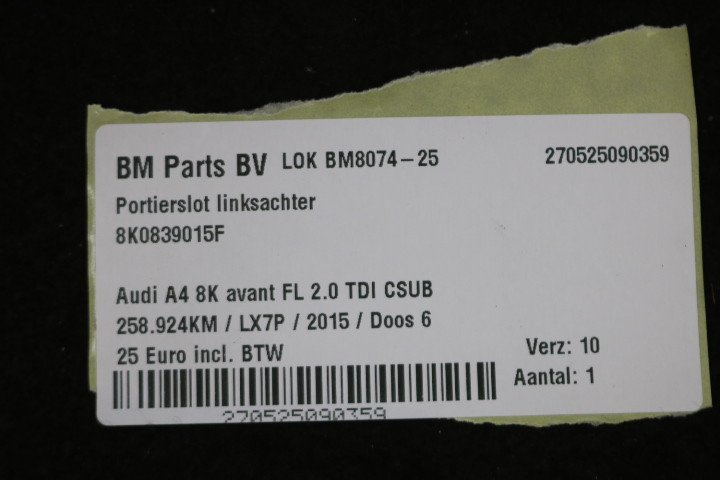 BM Parts BV LOK BM8074-25 270525090359
Portierslot linksachter
8K0839015F
Audi A4 8K avant FL 2.0 TDI CSUB
258.924KM / LX7P / 2015 / Doos 6
25 Euro incl. BTW Verz: 10
Aantal: 1
270525090359